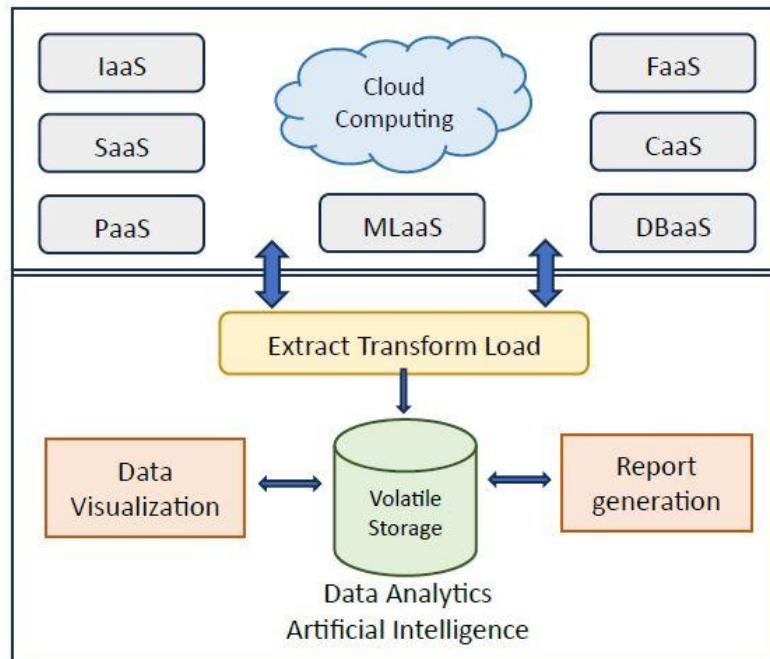 IaaS
Cloud
Computing
FaaS
SaaS
CaaS
PaaS
MLaaS
DBaaS
Extract Transform Load
Data
Visualization
Volatile
Storage
Report
generation
Data Analytics
Artificial Intelligence